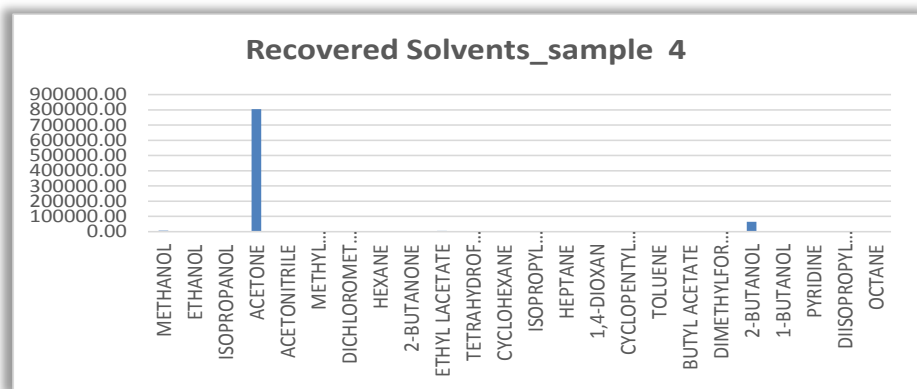 Recovered Solvents_sample 4
900000.00
800000.00
700000.00
600000.00
500000.00
400000.00
300000.00
200000.00
100000.00
0.00
METHANOL
ETHANOL
ISOPROPANOL
ACETONE
ACETONITRILE
METHYL...
DICHLOROMET...
HEXANE
2-BUTANONE
ETHYL LACETATE
TETRAHYDROF...
CYCLOHEXANE
ISOPROPYL...
HEPTANE
1,4-DIOXAN
CYCLOPENTYL...
TOLUENE
BUTYL ACETATE
DIMETHYLFOR...
2-BUTANOL
1-BUTANOL
PYRIDINE
DIISOPROPYL...
OCTANE